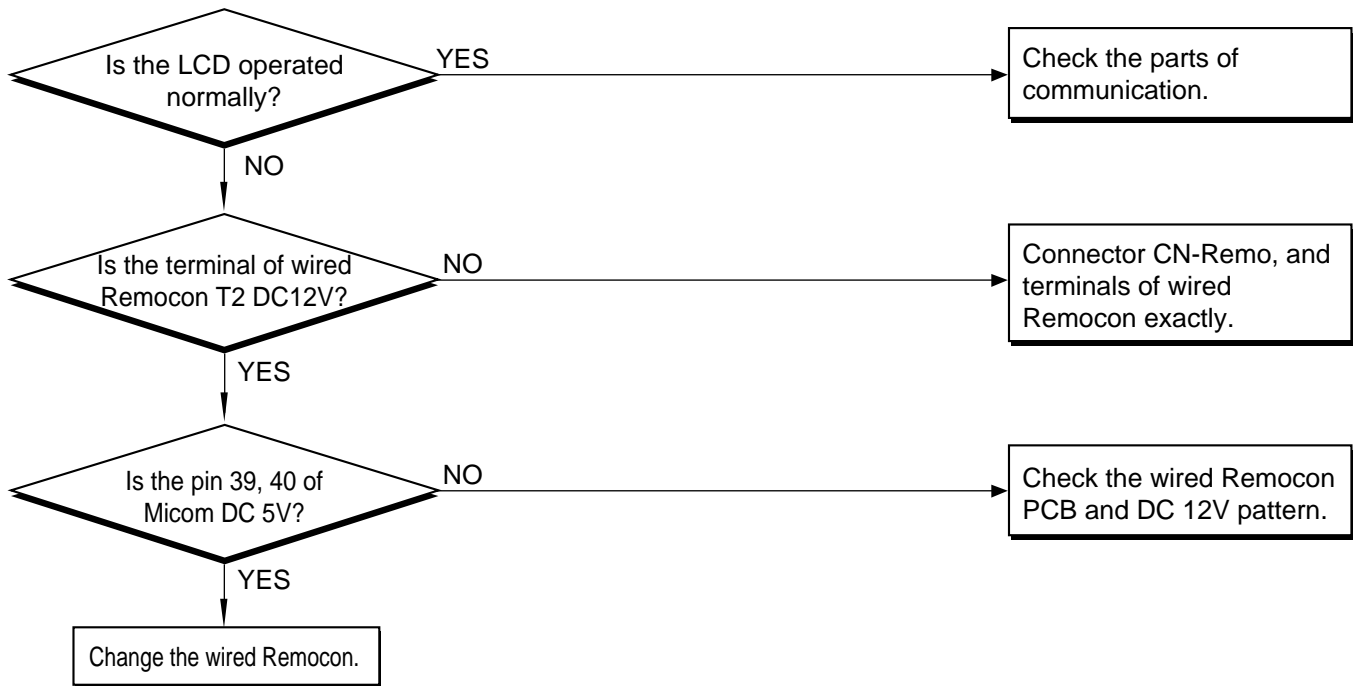 Is the LCD operated
normally?
YES
Check the parts of
communication.
NO
Is the terminal of wired
Remocon T2 DC12V?
NO
Connector CN-Remo, and
terminals of wired
Remocon exactly.
YES
Is the pin 39, 40 of
Micom DC 5V?
NO
Check the wired Remocon
PCB and DC 12V pattern.
YES
Change the wired Remocon.